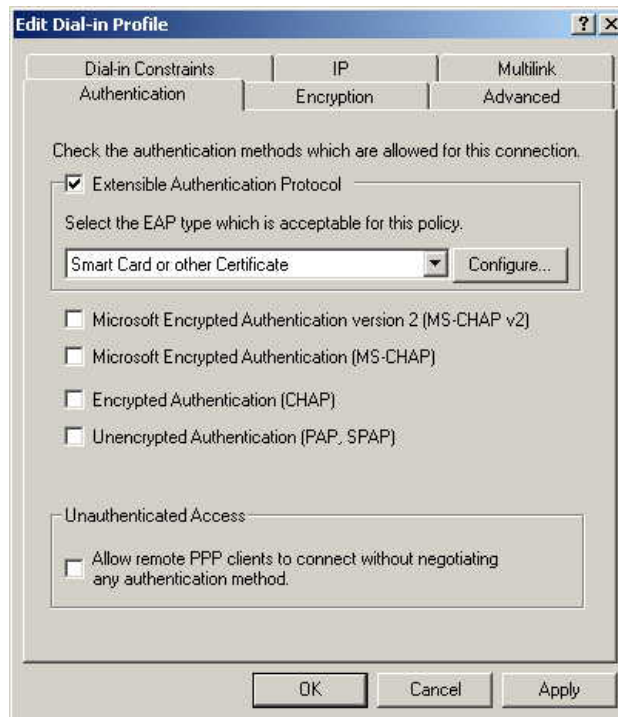 Edit Dial-in Profile
Dial-in Constraints
IP
Multilink
Authentication
Encryption
Advanced
Check the authentication methods which are allowed for this connection.
Extensible Authentication Protocol
Select the EAP type which is acceptable for this policy.
Smart Card or other Certificate
Configure...
Microsoft Encrypted Authentication version 2 (MS-CHAP v2)
Microsoft Encrypted Authentication (MS-CHAP)
Encrypted Authentication (CHAP)
Unencrypted Authentication (PAP, SPAP)
Unauthenticated Access
Allow remote PPP clients to connect without negotiating
any authentication method.
OK
Cancel
Apply